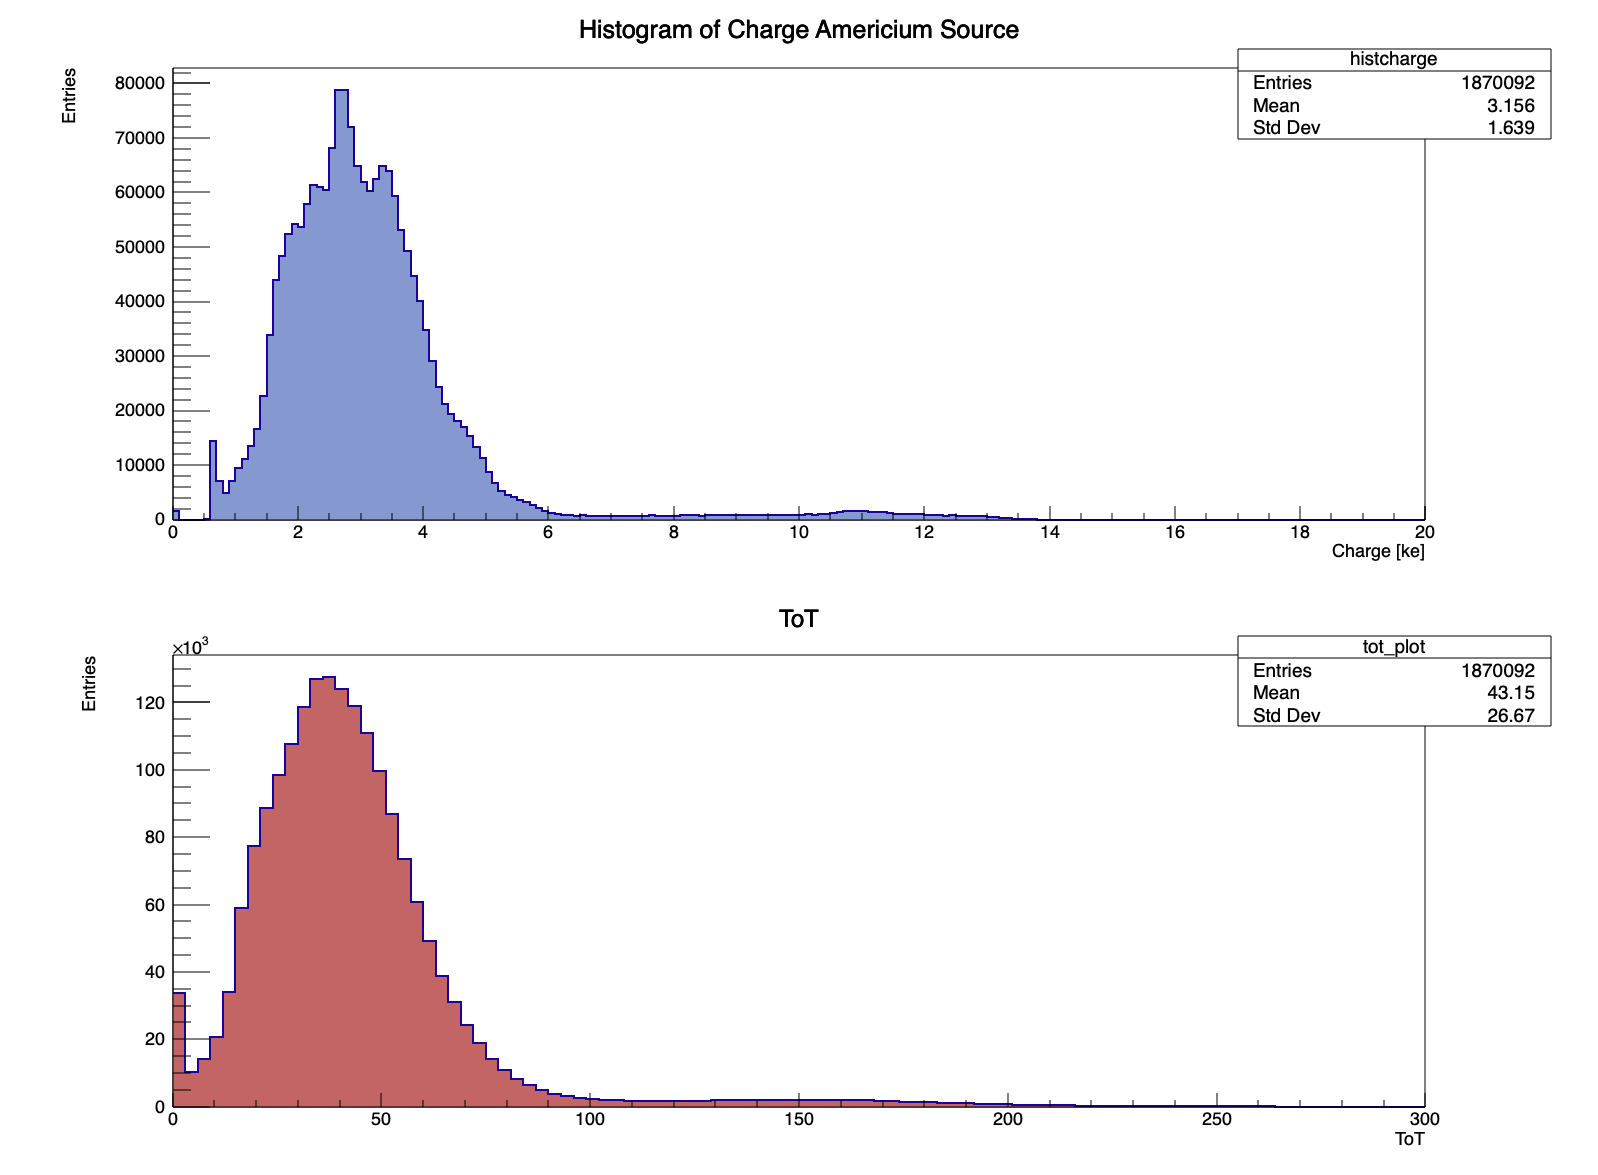 Histogram of Charge Americium Source
Entries
histcharge
Entries 1870092
Mean 3.156
Std Dev 1.639
80000
70000
60000
50000
40000
30000
20000
10000
0
0 2 4 6 8 10 12 14 16 18 20
Charge [ke]
ToT
×10³
Entries
tot_plot
Entries 1870092
Mean 43.15
Std Dev 26.67
120
100
80
60
40
20
0
0 50 100 150 200 250 300
ToT